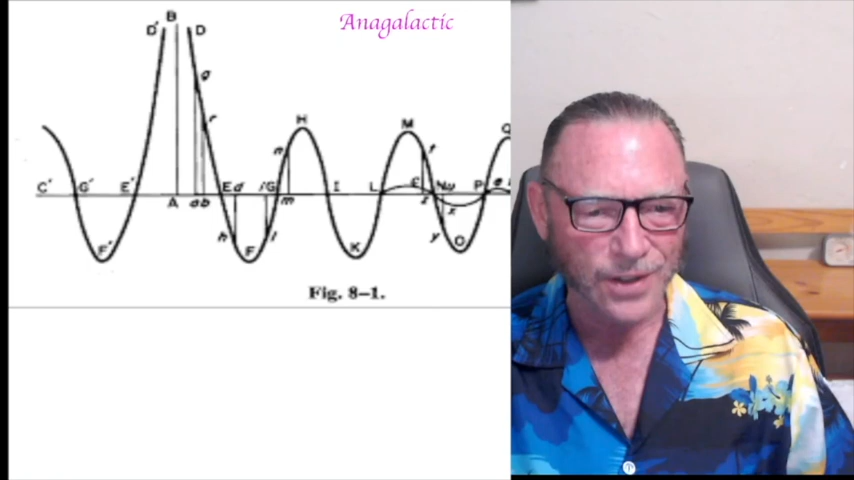 Anagalactic
B
D' D
g
r
H M Q
n f
C' G' E' E d i G I L c N u P e
A a b m z x
h F l K y O
F'
Fig. 8–1.